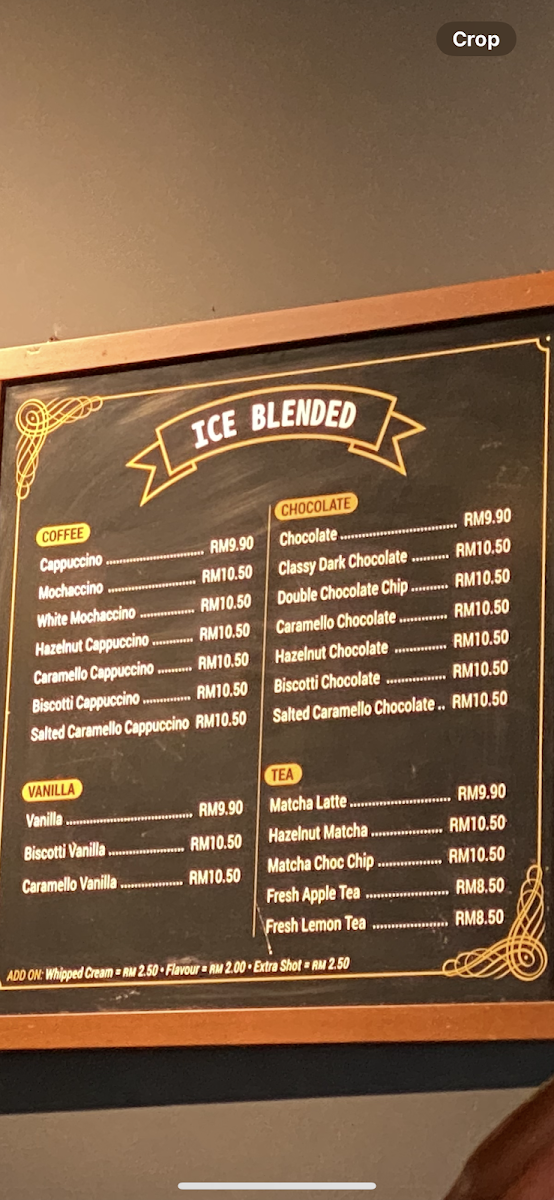 Crop
ICE BLENDED
COFFEE
Cappuccino ........................ RM9.90
Mochaccino ...................... RM10.50
White Mochaccino .............. RM10.50
Hazelnut Cappuccino .......... RM10.50
Caramello Cappuccino ........ RM10.50
Biscotti Cappuccino ............ RM10.50
Salted Caramello Cappuccino RM10.50
VANILLA
Vanilla ................................ RM9.90
Biscotti Vanilla ................... RM10.50
Caramello Vanilla ................ RM10.50
CHOCOLATE
Chocolate ............................. RM9.90
Classy Dark Chocolate ......... RM10.50
Double Chocolate Chip ......... RM10.50
Caramello Chocolate ............ RM10.50
Hazelnut Chocolate ............. RM10.50
Biscotti Chocolate ............... RM10.50
Salted Caramello Chocolate .. RM10.50
TEA
Matcha Latte ......................... RM9.90
Hazelnut Matcha .................. RM10.50
Matcha Choc Chip ................ RM10.50
Fresh Apple Tea ..................... RM8.50
Fresh Lemon Tea ................... RM8.50
ADD ON: Whipped Cream = RM 2.50 • Flavour = RM 2.00 • Extra Shot = RM 2.50